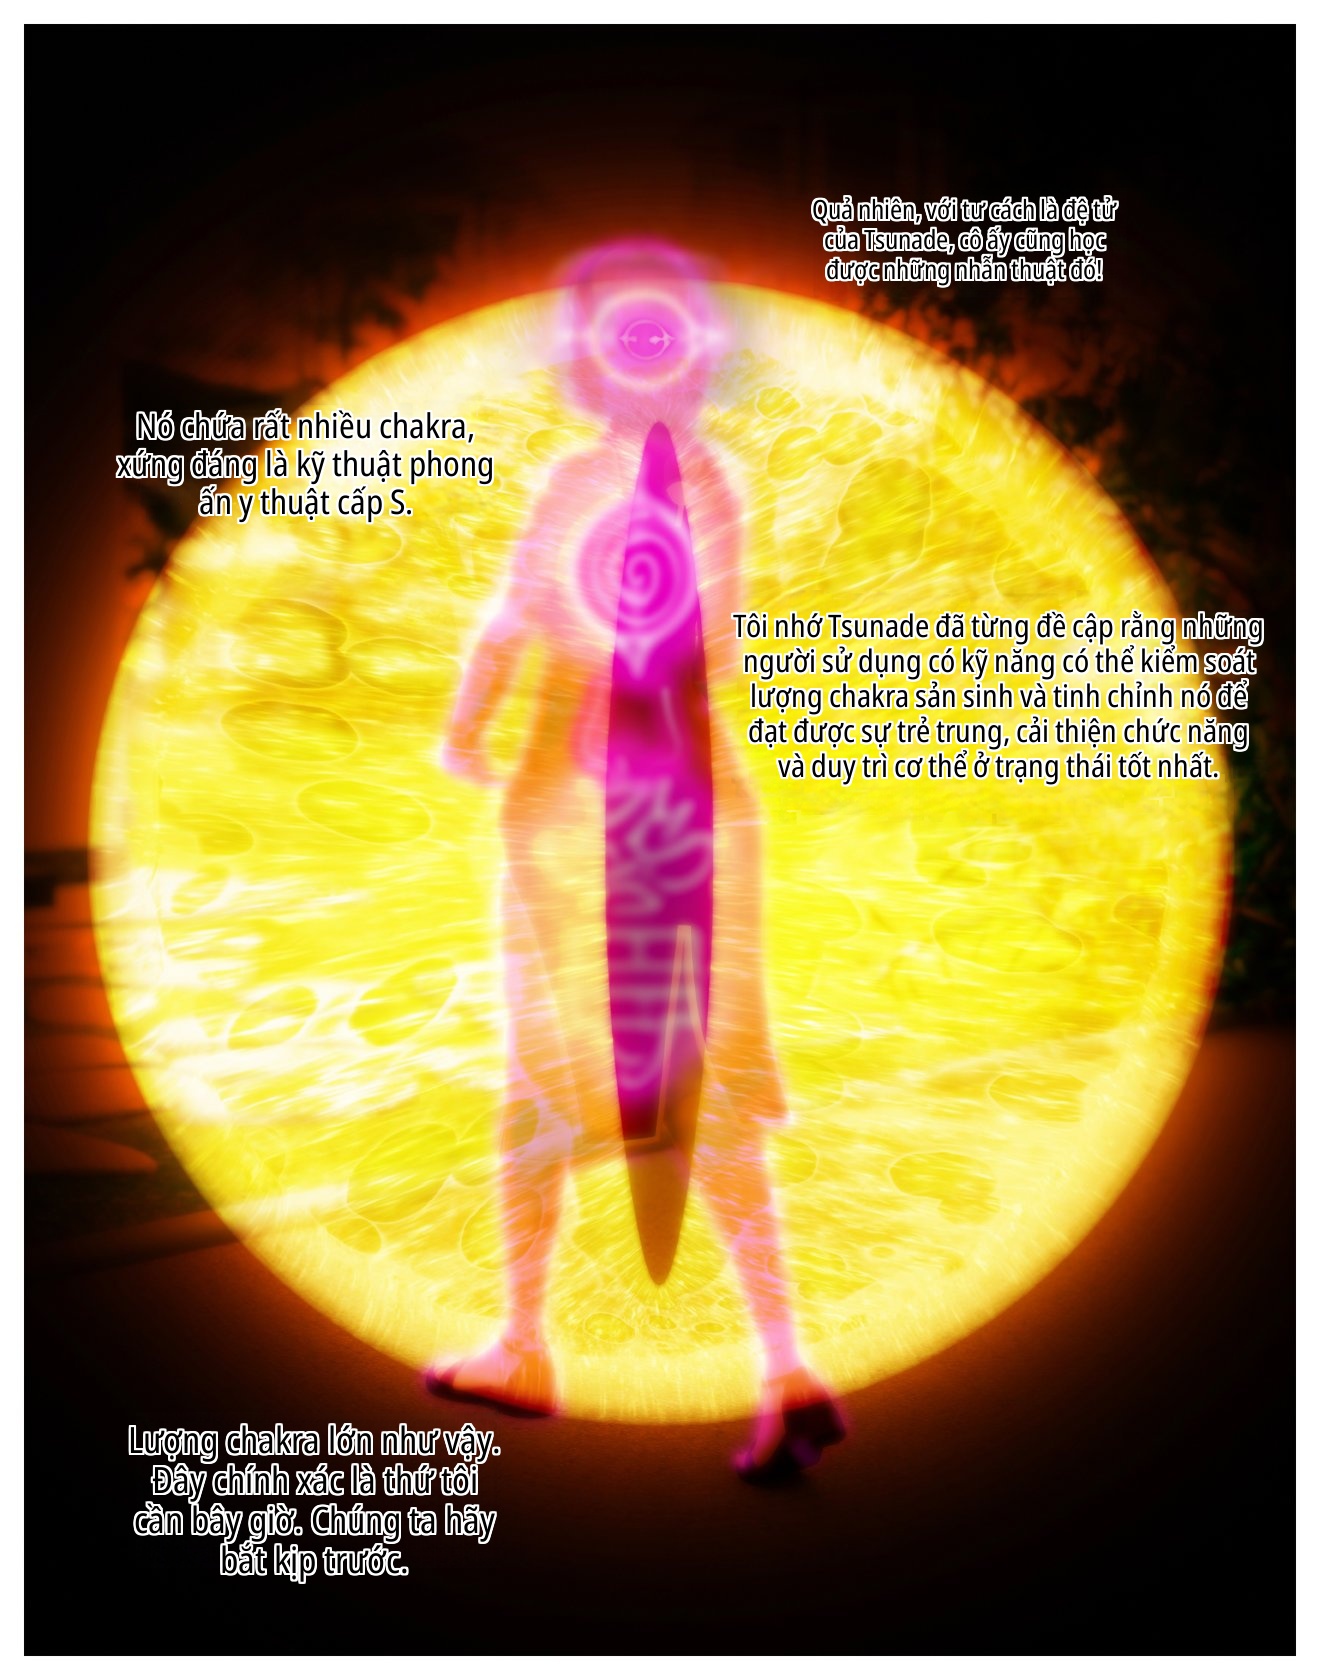 Quả nhiên, với tư cách là đệ tử
của Tsunade, cô ấy cũng học
được những nhẫn thuật đó!
Nó chứa rất nhiều chakra,
xứng đáng là kỹ thuật phong
ấn y thuật cấp S.
Tôi nhớ Tsunade đã từng đề cập rằng những
người sử dụng có kỹ năng có thể kiểm soát
lượng chakra sản sinh và tinh chỉnh nó để
đạt được sự trẻ trung, cải thiện chức năng
và duy trì cơ thể ở trạng thái tốt nhất.
Lượng chakra lớn như vậy.
Đây chính xác là thứ tôi
cần bây giờ. Chúng ta hãy
bắt kịp trước.